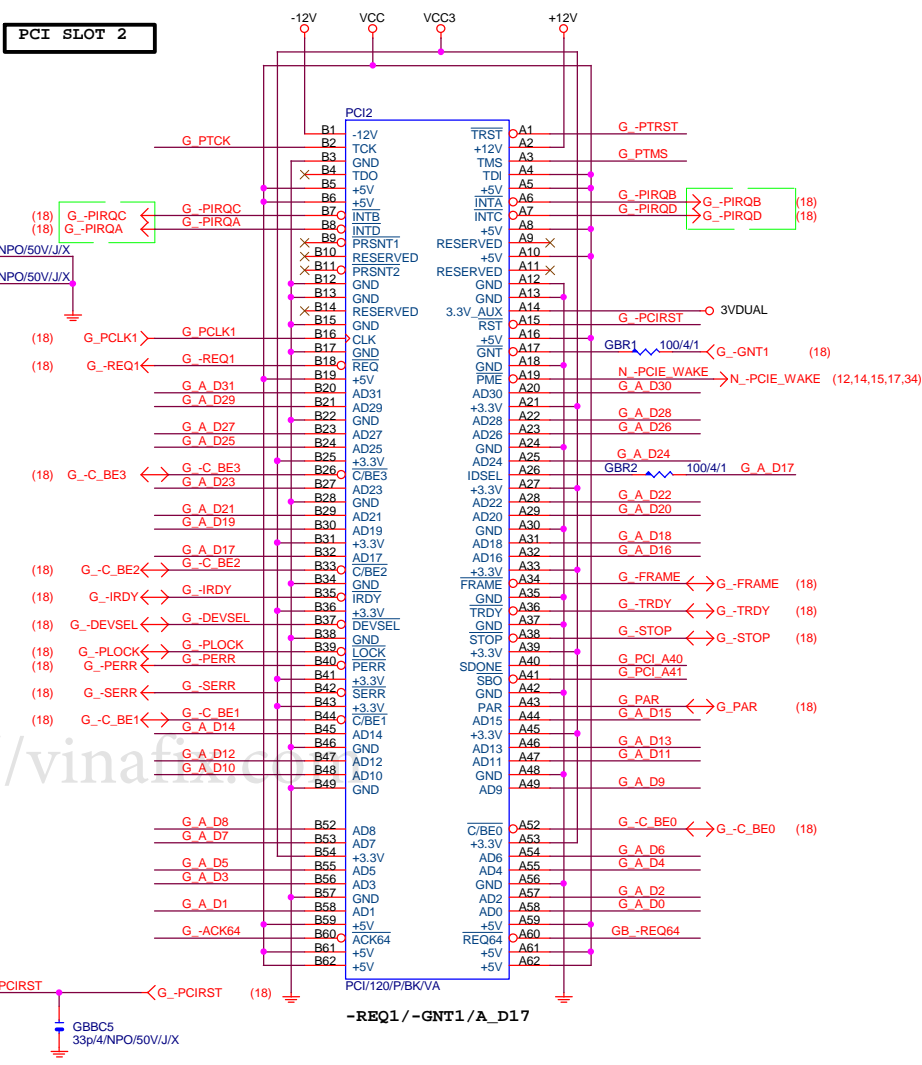 PCI SLOT 2
-12V VCC VCC3 +12V
PCI2
B1 -12V TRST A1 G_-PTRST
G_PTCK B2 TCK +12V A2
B3 GND TMS A3 G_PTMS
B4 TDO TDI A4
B5 +5V +5V A5
B6 +5V INTA A6 G_-PIRQB G_-PIRQB (18)
(18) G_-PIRQC G_-PIRQC B7 INTB INTC A7 G_-PIRQD G_-PIRQD (18)
(18) G_-PIRQA G_-PIRQA B8 INTD +5V A8
B9 PRSNT1 RESERVED A9
NPO/50V/J/X B10 RESERVED +5V A10
B11 PRSNT2 RESERVED A11
NPO/50V/J/X B12 GND GND A12
B13 GND GND A13
B14 RESERVED 3.3V_AUX A14 3VDUAL
B15 GND RST A15 G_-PCIRST
(18) G_PCLK1 G_PCLK1 B16 CLK +5V A16
B17 GND GNT A17 GBR1 100/4/1 G_-GNT1 (18)
(18) G_-REQ1 G_-REQ1 B18 REQ GND A18
B19 +5V PME A19 N_-PCIE_WAKE N_-PCIE_WAKE (12,14,15,17,34)
G_A_D31 B20 AD31 AD30 A20 G_A_D30
G_A_D29 B21 AD29 +3.3V A21
B22 GND AD28 A22 G_A_D28
G_A_D27 B23 AD27 AD26 A23 G_A_D26
G_A_D25 B24 AD25 GND A24
B25 +3.3V AD24 A25 G_A_D24
(18) G_-C_BE3 G_-C_BE3 B26 C/BE3 IDSEL A26 GBR2 100/4/1 G_A_D17
G_A_D23 B27 AD23 +3.3V A27
B28 GND AD22 A28 G_A_D22
G_A_D21 B29 AD21 AD20 A29 G_A_D20
G_A_D19 B30 AD19 GND A30
B31 +3.3V AD18 A31 G_A_D18
G_A_D17 B32 AD17 AD16 A32 G_A_D16
(18) G_-C_BE2 G_-C_BE2 B33 C/BE2 +3.3V A33
B34 GND FRAME A34 G_-FRAME G_-FRAME (18)
(18) G_-IRDY G_-IRDY B35 IRDY GND A35
B36 +3.3V TRDY A36 G_-TRDY G_-TRDY (18)
(18) G_-DEVSEL G_-DEVSEL B37 DEVSEL GND A37
B38 GND STOP A38 G_-STOP G_-STOP (18)
(18) G_-PLOCK G_-PLOCK B39 LOCK +3.3V A39
(18) G_-PERR G_-PERR B40 PERR SDONE A40 G_PCI_A40
B41 +3.3V SBO A41 G_PCI_A41
(18) G_-SERR G_-SERR B42 SERR GND A42
B43 +3.3V PAR A43 G_PAR G_PAR (18)
(18) G_-C_BE1 G_-C_BE1 B44 C/BE1 AD15 A44 G_A_D15
G_A_D14 B45 AD14 +3.3V A45
B46 GND AD13 A46 G_A_D13
//vinafix.com
G_A_D12 B47 AD12 AD11 A47 G_A_D11
G_A_D10 B48 AD10 GND A48
B49 GND AD9 A49 G_A_D9
G_A_D8 B52 AD8 C/BE0 A52 G_-C_BE0 G_-C_BE0 (18)
G_A_D7 B53 AD7 +3.3V A53
B54 +3.3V AD6 A54 G_A_D6
G_A_D5 B55 AD5 AD4 A55 G_A_D4
G_A_D3 B56 AD3 GND A56
B57 GND AD2 A57 G_A_D2
G_A_D1 B58 AD1 AD0 A58 G_A_D0
B59 +5V +5V A59
G_-ACK64 B60 ACK64 REQ64 A60 GB_-REQ64
B61 +5V +5V A61
B62 +5V +5V A62
PCI/120/P/BK/VA
PCIRST G_-PCIRST (18)
-REQ1/-GNT1/A_D17
GBBC5
33p/4/NPO/50V/J/X